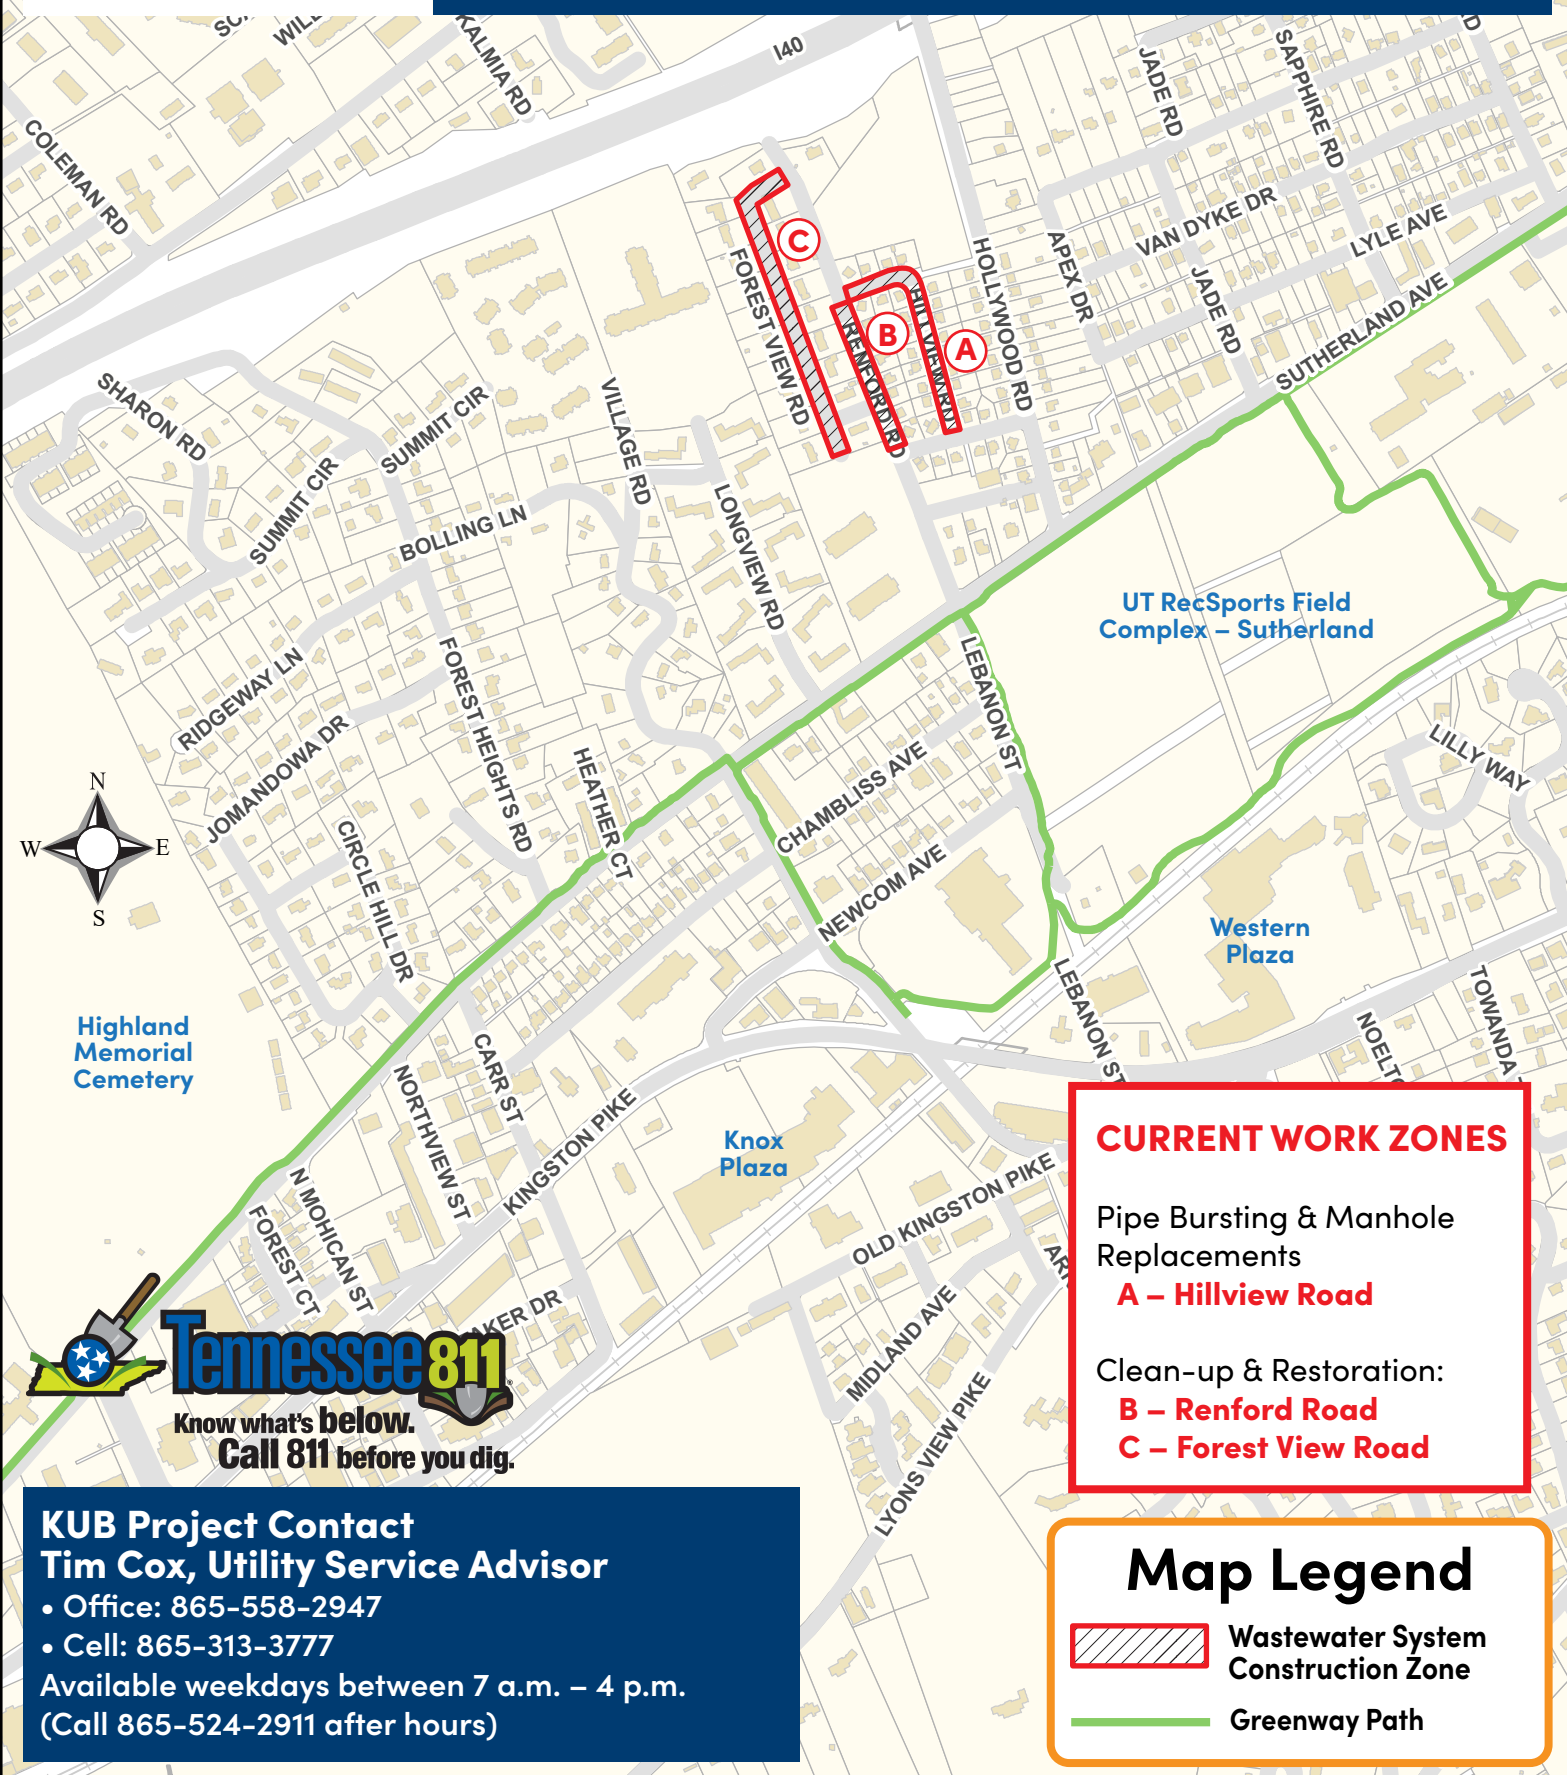 I40
KALMIA RD
COLEMAN RD
JADE RD
SAPPHIRE RD
VAN DYKE DR
LYLE AVE
APEX DR
JADE RD
HOLLYWOOD RD
SUTHERLAND AVE
C
B
A
FOREST VIEW RD
RENFORD RD
HILLVIEW RD
SHARON RD
SUMMIT CIR
SUMMIT CIR
VILLAGE RD
BOLLING LN
LONGVIEW RD
UT RecSports Field
Complex – Sutherland
RIDGEWAY LN
FOREST HEIGHTS RD
LEBANON ST
JOMANDOWA DR
HEATHER CT
CHAMBLISS AVE
LILLY WAY
N
W
E
S
CIRCLE HILL DR
NEWCOM AVE
Western
Plaza
LEBANON ST
TOWANDA
Highland
Memorial
Cemetery
CARR ST
NORTHVIEW ST
KINGSTON PIKE
Knox
Plaza
OLD KINGSTON PIKE
N MOHICAN ST
FOREST CT
MIDLAND AVE
LYONS VIEW PIKE
CURRENT WORK ZONES
Pipe Bursting & Manhole
Replacements
A – Hillview Road
Clean-up & Restoration:
B – Renford Road
C – Forest View Road
Tennessee 811
Know what's below.
Call 811 before you dig.
KUB Project Contact
Tim Cox, Utility Service Advisor
• Office: 865-558-2947
• Cell: 865-313-3777
Available weekdays between 7 a.m. – 4 p.m.
(Call 865-524-2911 after hours)
Map Legend
Wastewater System
Construction Zone
Greenway Path